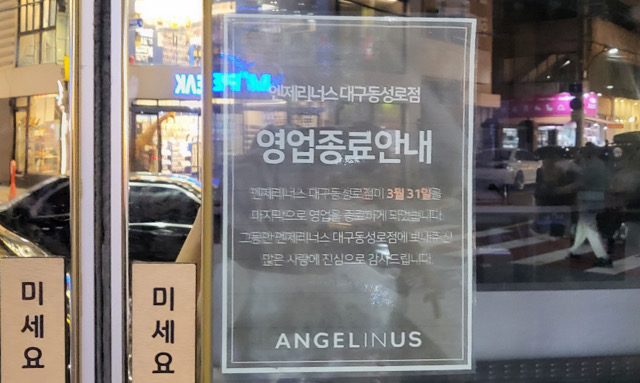 엔제리너스 대구동성로점
영업종료안내
엔제리너스 대구동성로점이 3월 31일을
마지막으로 영업을 종료하게 되었습니다.
그동안 엔제리너스 대구동성로점에 보내주신
많은 사랑에 진심으로 감사드립니다.
ANGELINUS
미세요
미세요